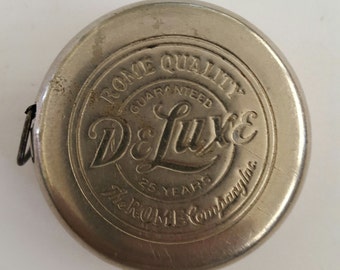 ROME QUALITY
GUARANTEED
DeLuxe
25 YEARS
The ROME Company Inc.